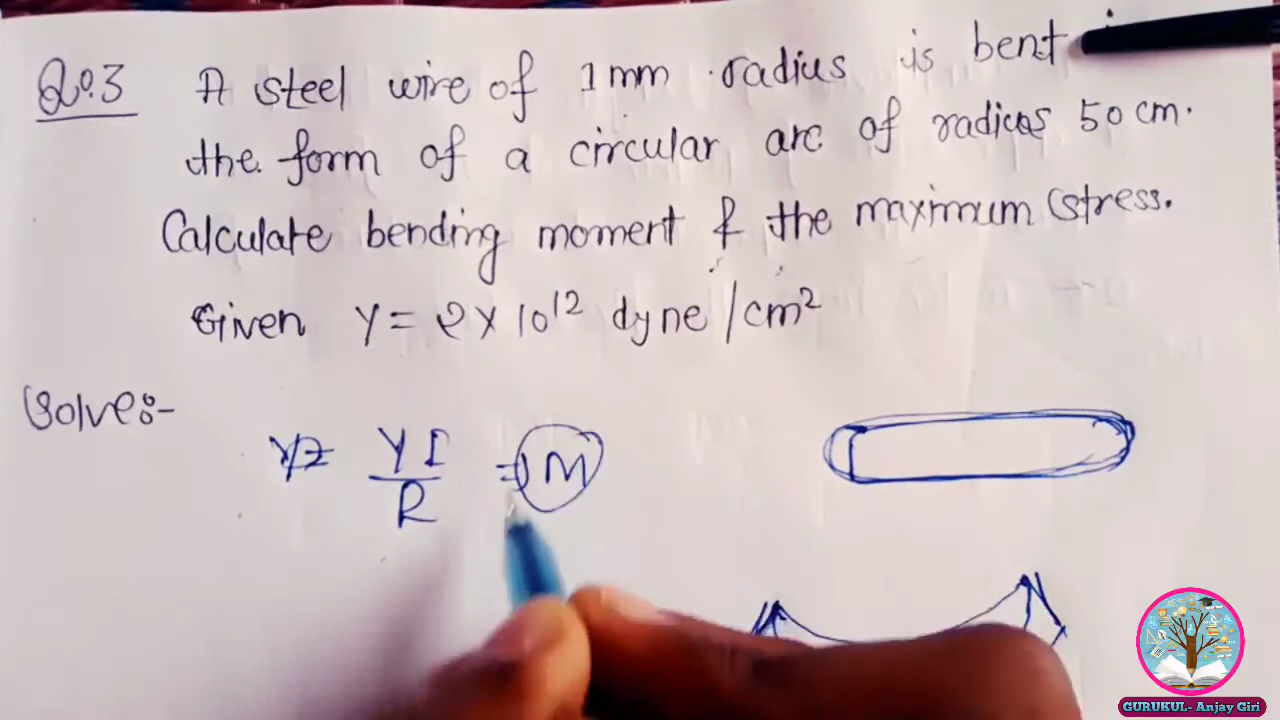 Qo.3 A steel wire of 1mm radius is bent i
the form of a circular arc of radius 50 cm.
Calculate bending moment & the maximum stress.
Given Y = 2 × 10¹² dyne/cm²
Solve:-
YI/R = M
GURUKUL- Anjay Giri